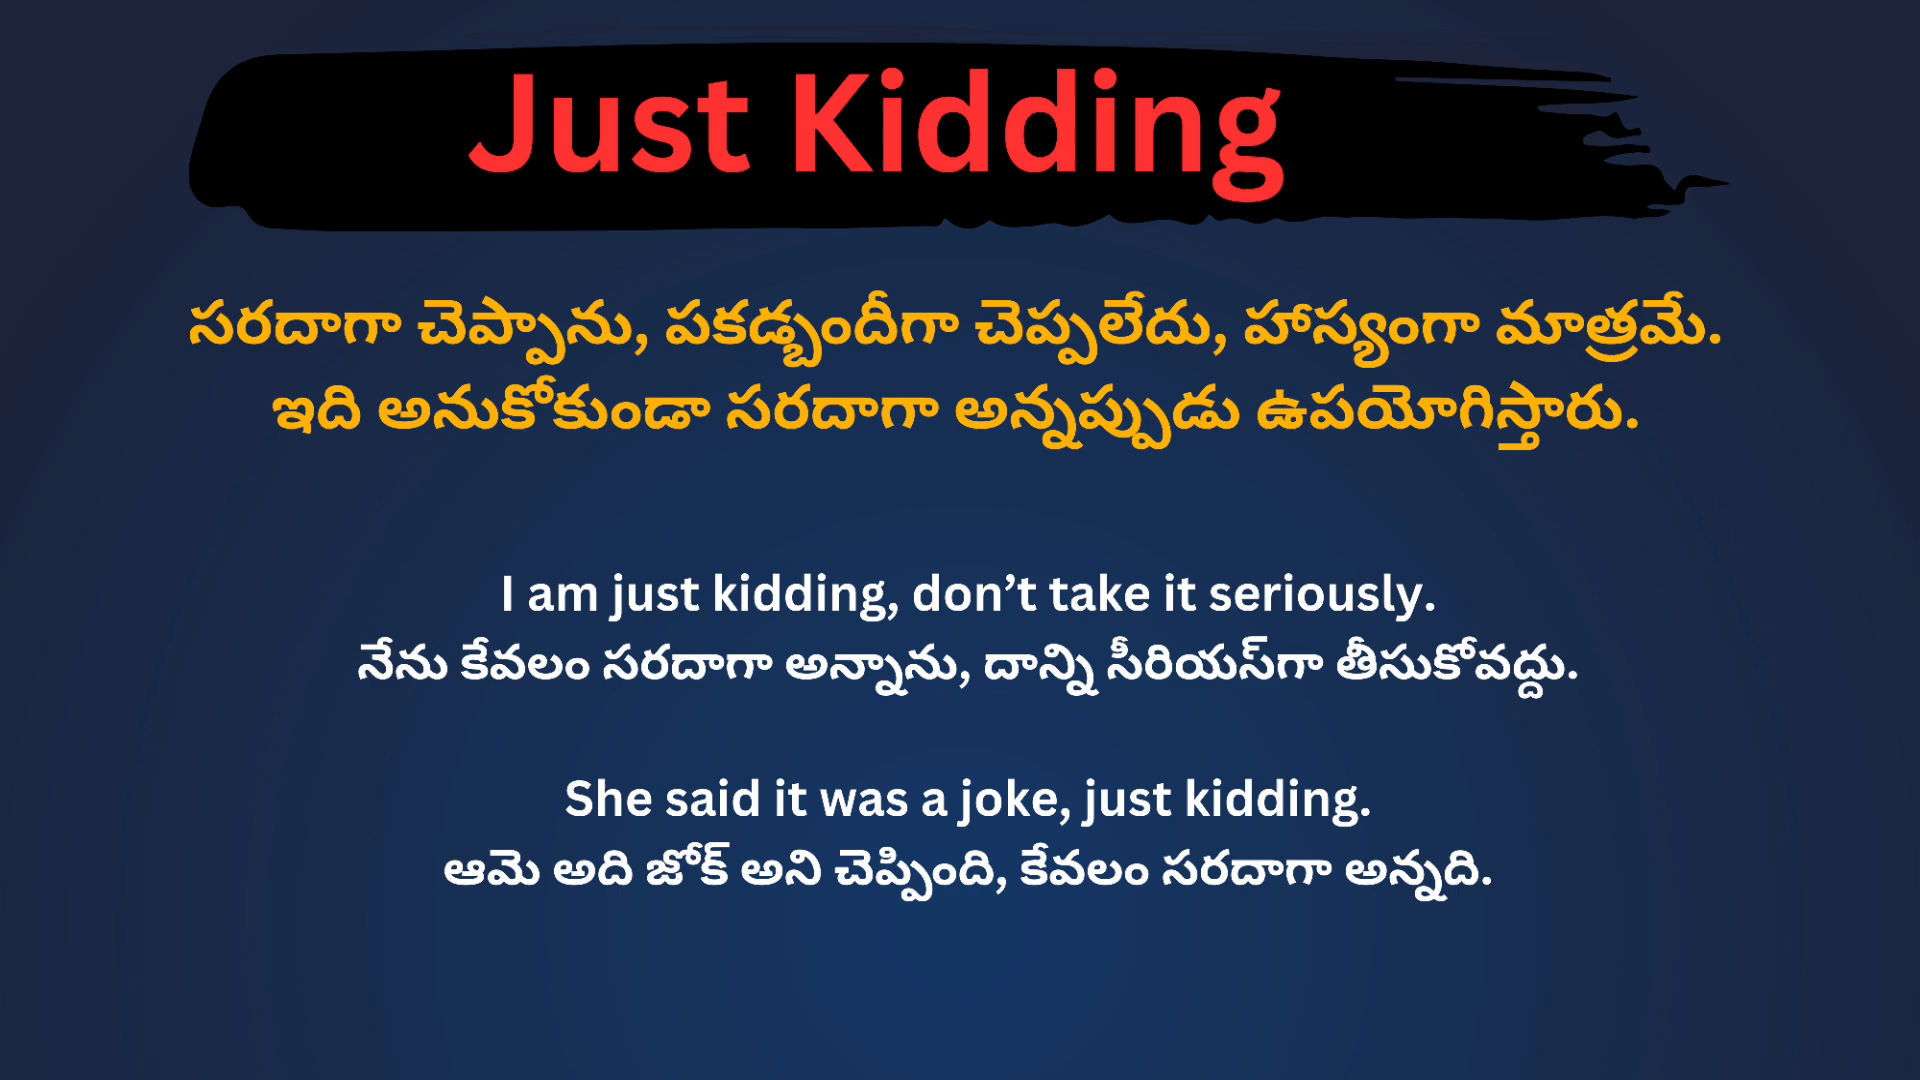 Just Kidding
సరదాగా చెప్పాను, పకడ్బందీగా చెప్పలేదు, హాస్యంగా మాత్రమే.
ఇది అనుకోకుండా సరదాగా అన్నప్పుడు ఉపయోగిస్తారు.
I am just kidding, don’t take it seriously.
నేను కేవలం సరదాగా అన్నాను, దాన్ని సీరియస్‌గా తీసుకోవద్దు.
She said it was a joke, just kidding.
ఆమె అది జోక్ అని చెప్పింది, కేవలం సరదాగా అన్నది.